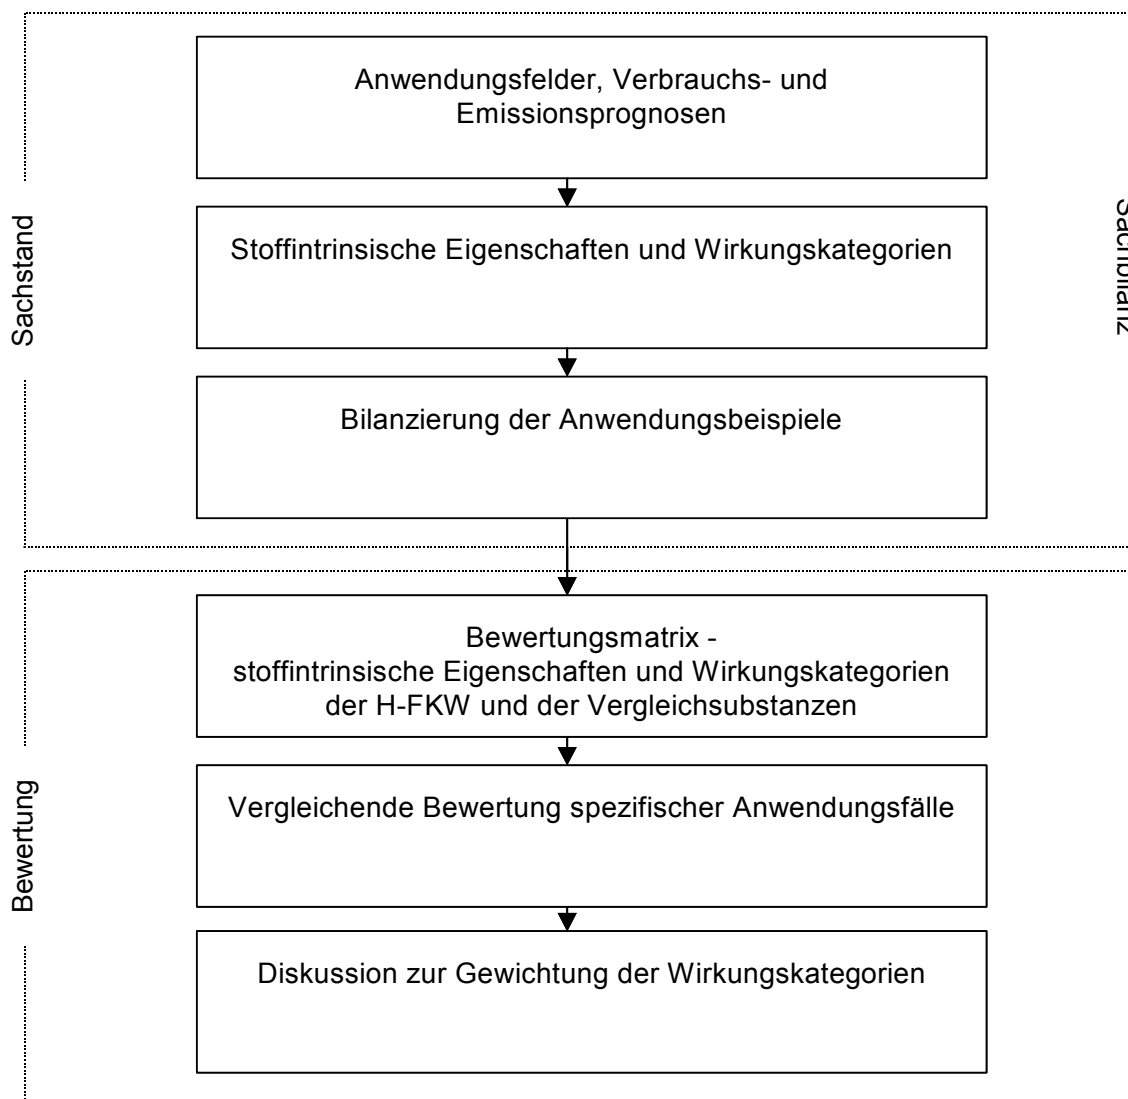 Anwendungsfelder, Verbrauchs- und
Emissionsprognosen
Stoffintrinsische Eigenschaften und Wirkungskategorien
Bilanzierung der Anwendungsbeispiele
Sachstand
Sachbilanz
Bewertungsmatrix -
stoffintrinsische Eigenschaften und Wirkungskategorien
der H-FKW und der Vergleichsubstanzen
Vergleichende Bewertung spezifischer Anwendungsfälle
Diskussion zur Gewichtung der Wirkungskategorien
Bewertung